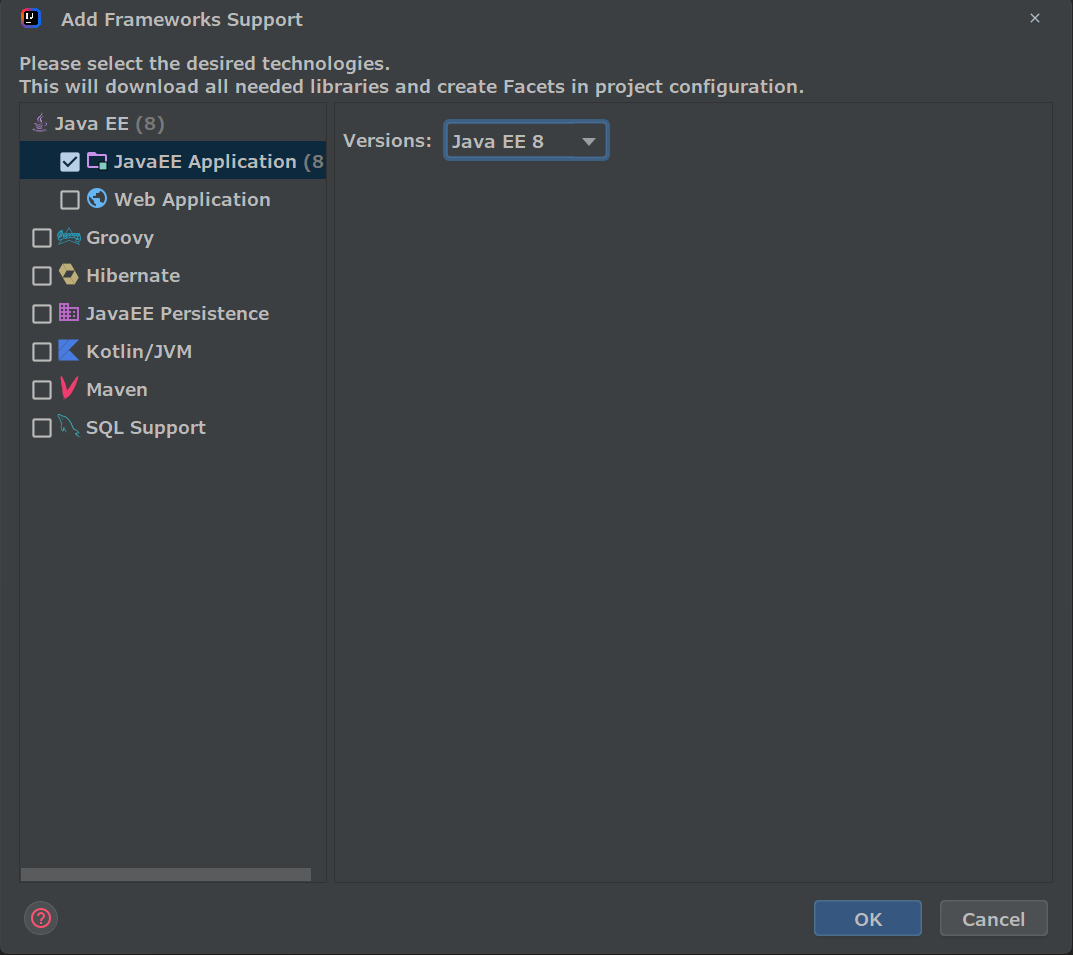 Add Frameworks Support
Please select the desired technologies.
This will download all needed libraries and create Facets in project configuration.
Java EE (8)
JavaEE Application (8
Web Application
Groovy
Hibernate
JavaEE Persistence
Kotlin/JVM
Maven
SQL Support
Versions: Java EE 8
OK
Cancel